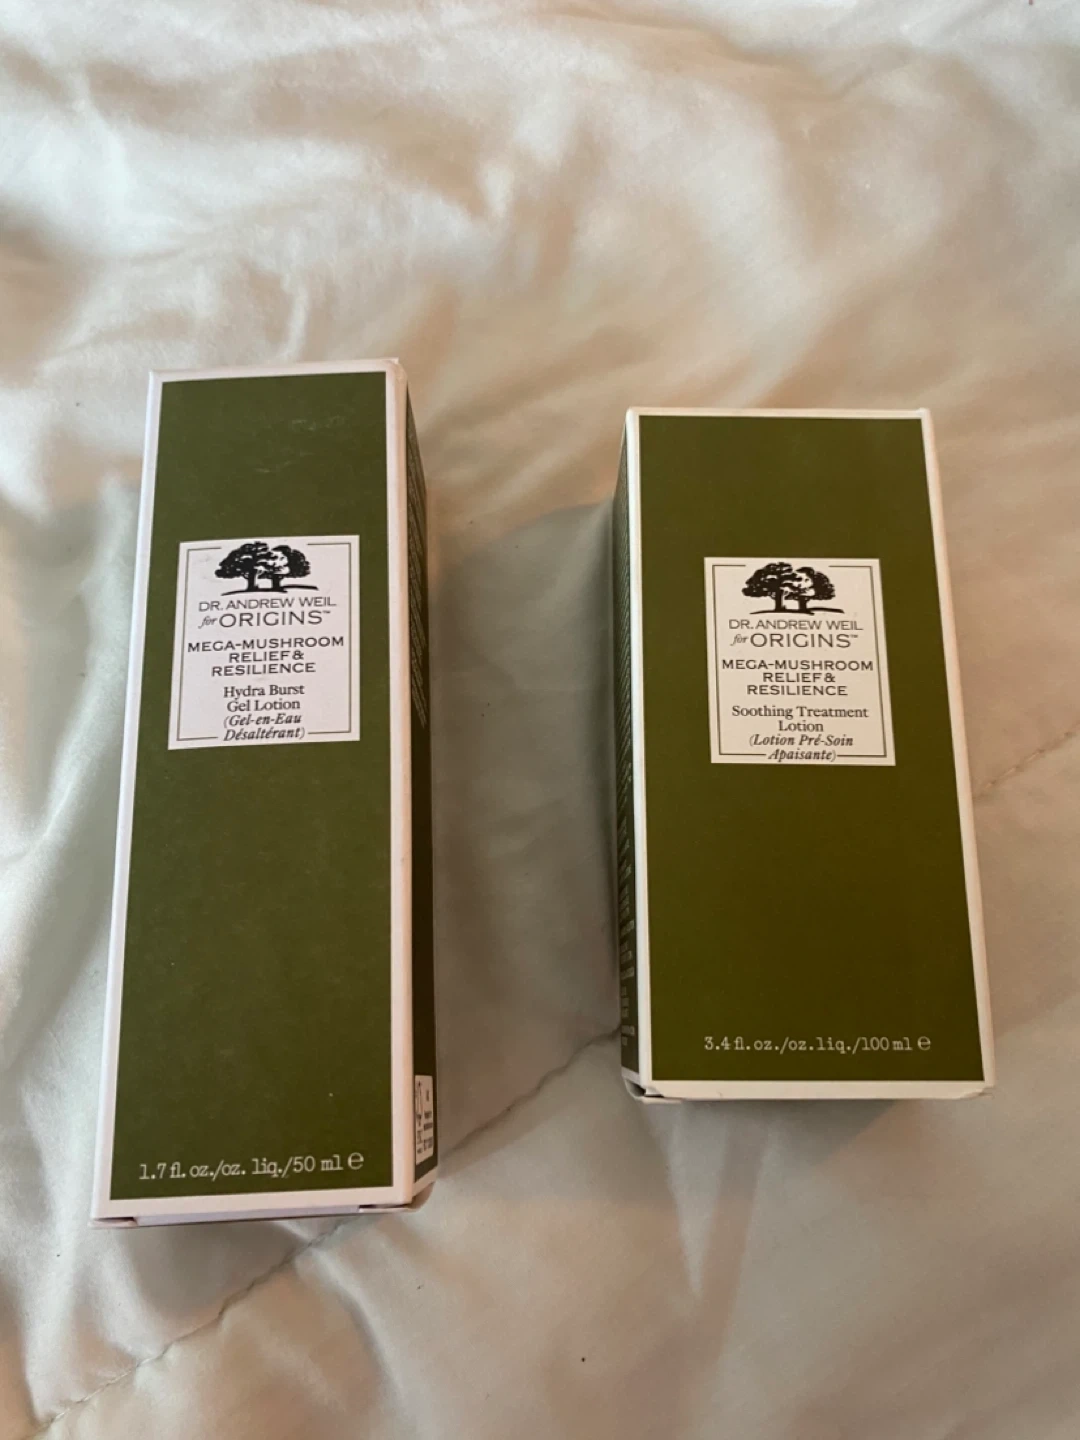 DR. ANDREW WEIL
for ORIGINS™
MEGA-MUSHROOM
RELIEF &
RESILIENCE
Hydra Burst
Gel Lotion
(Gel-en-Eau
Désaltérant)
1.7 fl. oz./oz. liq./50 ml ℮
DR. ANDREW WEIL
for ORIGINS™
MEGA-MUSHROOM
RELIEF &
RESILIENCE
Soothing Treatment
Lotion
(Lotion Pré-Soin
Apaisante)
3.4 fl. oz./oz. liq./100 ml ℮